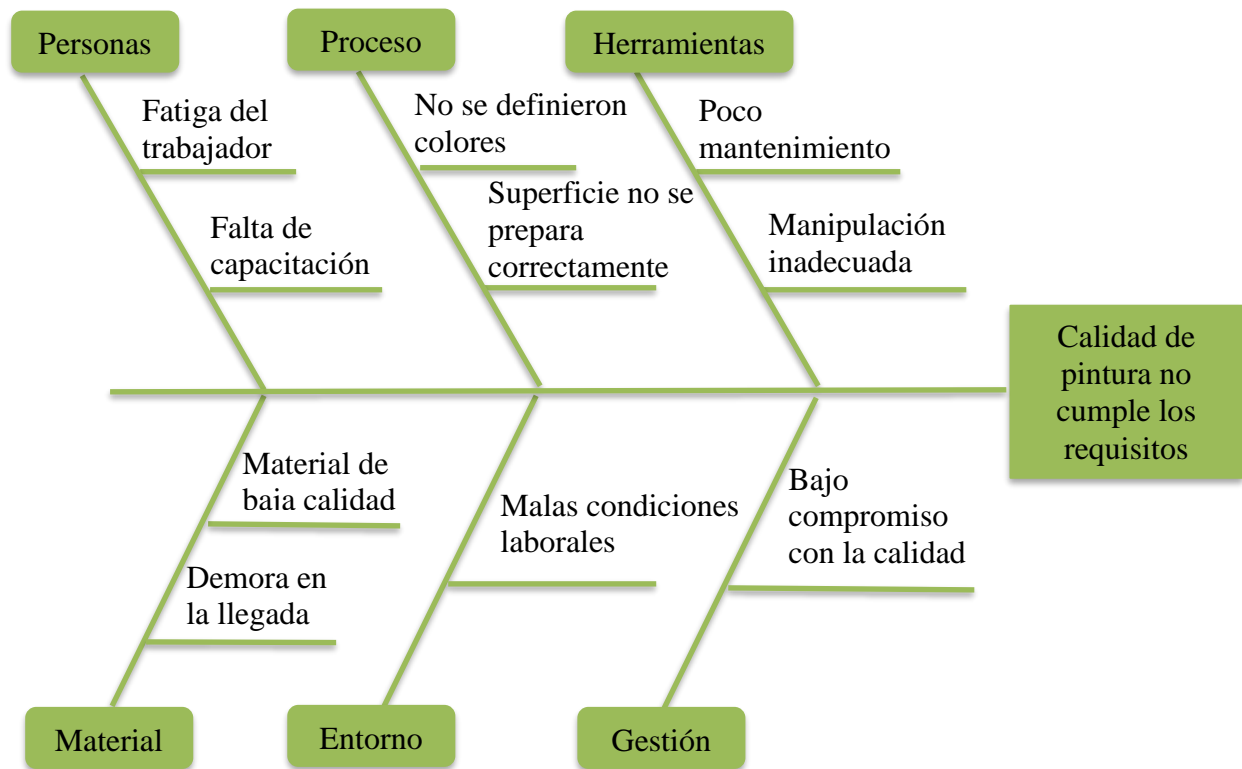 Personas
Proceso
Herramientas
Fatiga del
trabajador
No se definieron
colores
Poco
mantenimiento
Falta de
capacitación
Superficie no se
prepara
correctamente
Manipulación
inadecuada
Calidad de
pintura no
cumple los
requisitos
Material de
baja calidad
Demora en
la llegada
Malas condiciones
laborales
Bajo
compromiso
con la calidad
Material
Entorno
Gestión